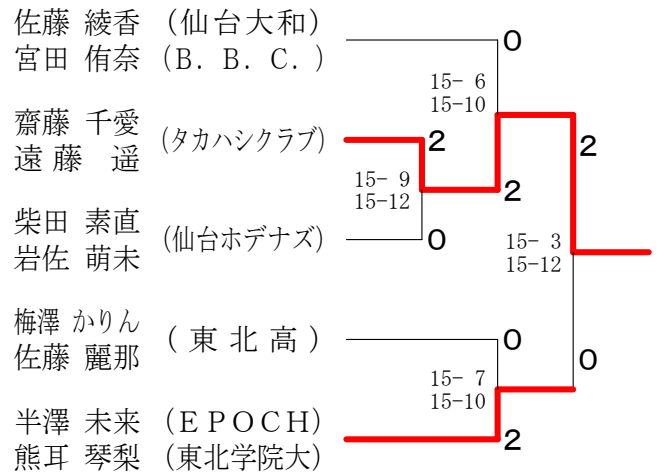 佐藤 綾香 (仙台大和)
宮田 侑奈 (B. B. C. )
0
15- 6
15-10
齋藤 千愛
遠 藤 遥
(タカハシクラブ)
2
2
15- 9
15-12
2
柴田 素直
岩佐 萌未
(仙台ホデナズ)
0
15- 3
15-12
梅澤 かりん
佐藤 麗那
( 東 北 高 )
0
0
15- 7
15-10
半澤 未来 (EPOCH)
熊耳 琴梨 (東北学院大)
2